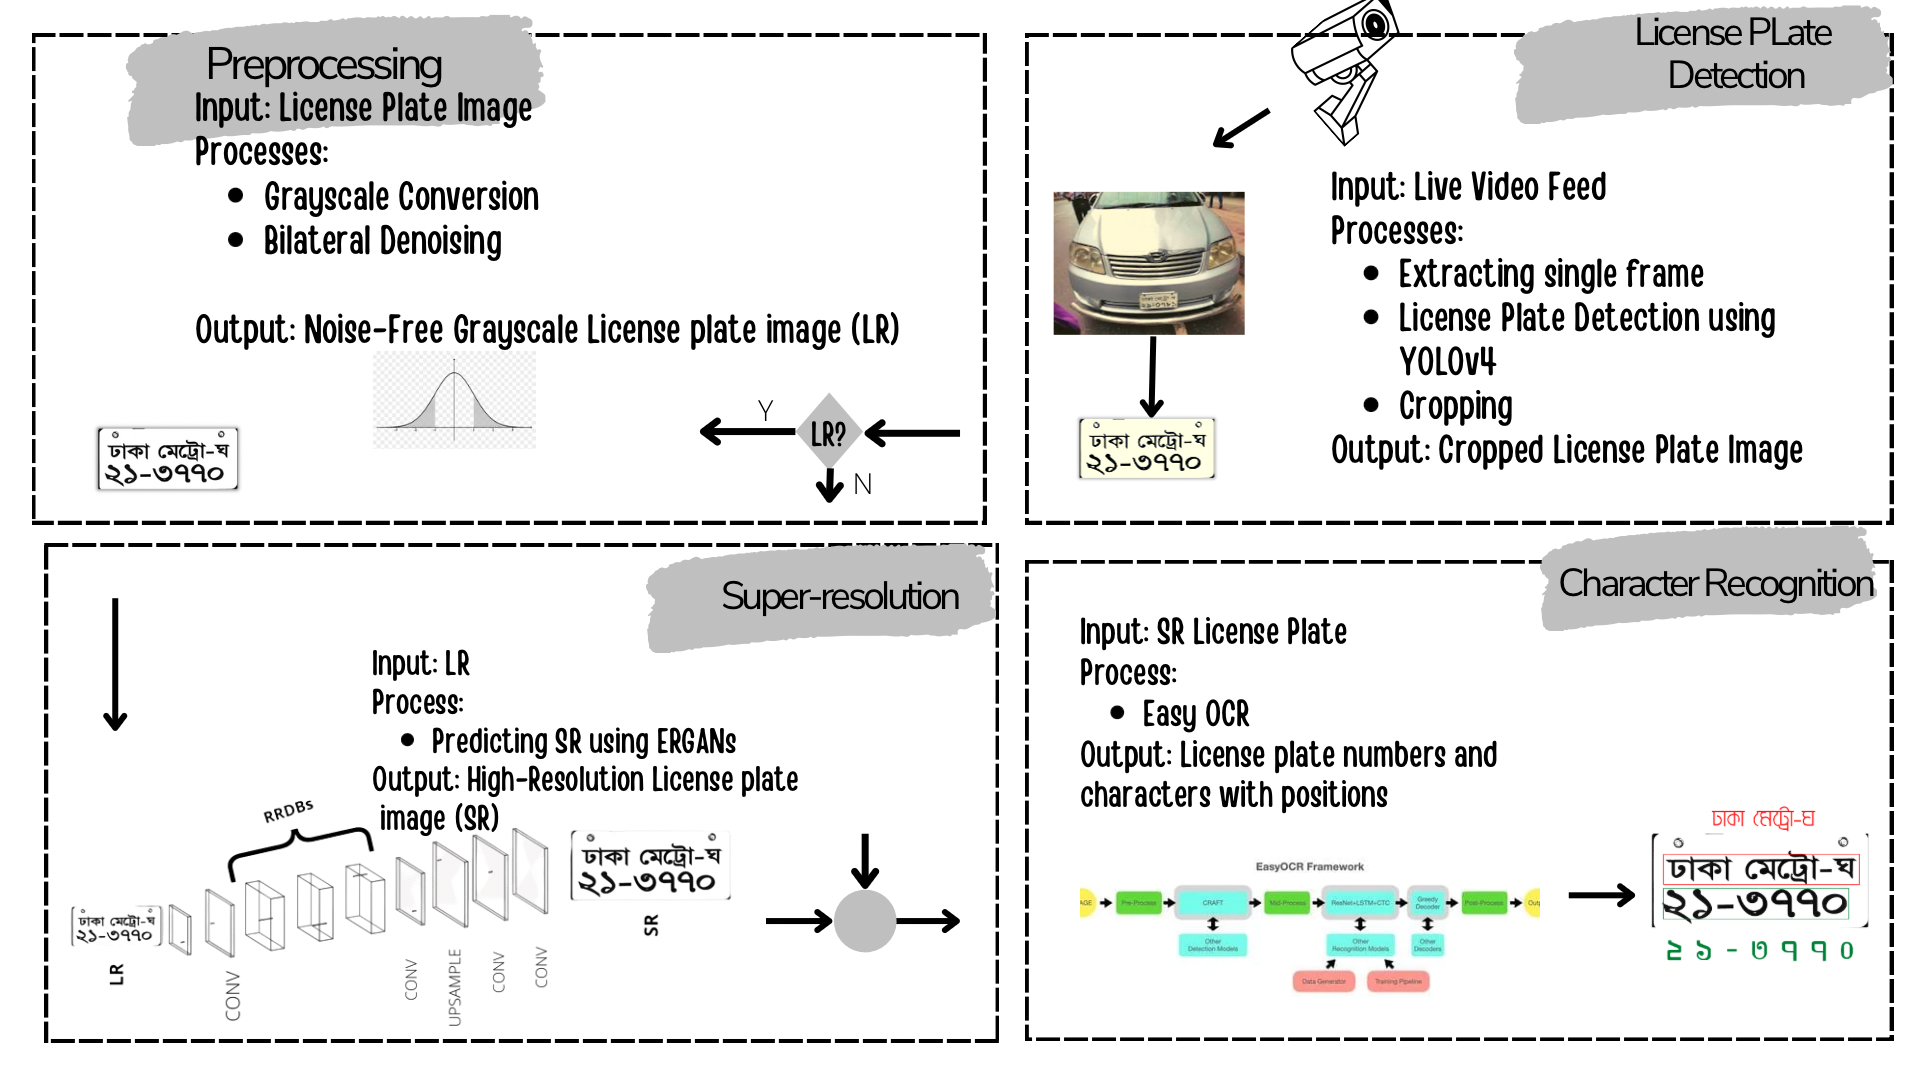 Preprocessing
Input: License Plate Image
Processes:
Grayscale Conversion
Bilateral Denoising
Output: Noise-Free Grayscale License plate image (LR)
ঢাকা মেট্রো-ঘ
২১-৩৭৭০
Y
LR?
N
License PLate
Detection
Input: Live Video Feed
Processes:
Extracting single frame
License Plate Detection using
YOLOv4
Cropping
Output: Cropped License Plate Image
ঢাকা মেট্রো-ঘ
২১-৩৭৭০
Super-resolution
Input: LR
Process:
Predicting SR using ERGANs
Output: High-Resolution License plate
image (SR)
RRDBs
ঢাকা মেট্রো-ঘ
২১-৩৭৭০
LR
CONV
CONV
UPSAMPLE
CONV
CONV
ঢাকা মেট্রো-ঘ
২১-৩৭৭০
SR
Character Recognition
Input: SR License Plate
Process:
Easy OCR
Output: License plate numbers and
characters with positions
EasyOCR Framework
AGE
Pre-Process
CRAFT
Mid-Process
ResNet+LSTM+CTC
Greedy
Decoder
Post-Process
Outp
Other
Detection Models
Other
Recognition Models
Other
Decoders
Data Generator
Training Pipeline
ঢাকা মেট্রো-ঘ
ঢাকা মেট্রো-ঘ
২১-৩৭৭০
২ ১ - ৩ ৭ ৭ ০